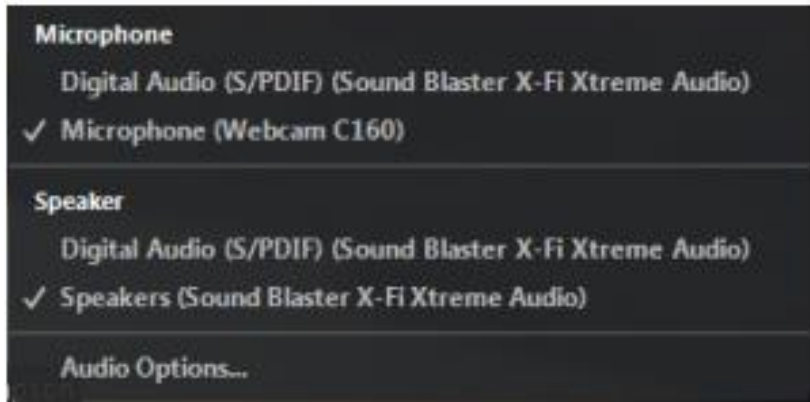 Microphone
Digital Audio (S/PDIF) (Sound Blaster X-Fi Xtreme Audio)
✓ Microphone (Webcam C160)
Speaker
Digital Audio (S/PDIF) (Sound Blaster X-Fi Xtreme Audio)
✓ Speakers (Sound Blaster X-Fi Xtreme Audio)
Audio Options...